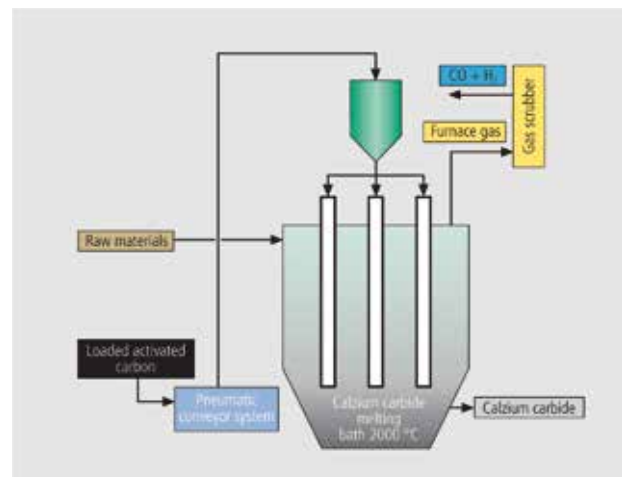 CO + H₂
Gas scrubber
Furnace gas
Raw materials
Loaded activated
carbon
Pneumatic
conveyor system
Calzium carbide
melting
bath 2000 °C
Calzium carbide